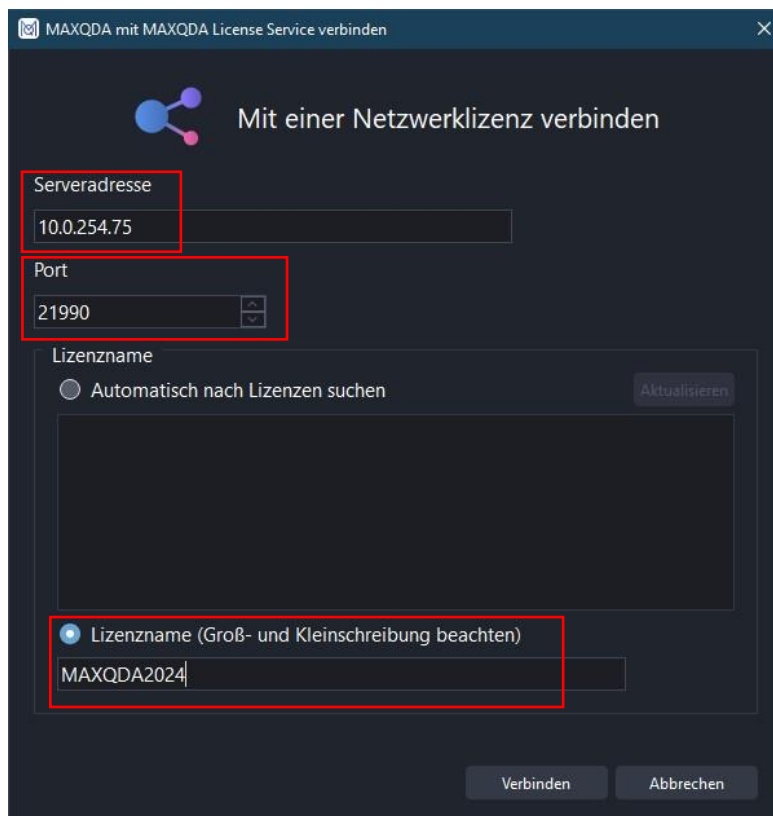 MAXQDA mit MAXQDA License Service verbinden
Mit einer Netzwerklizenz verbinden
Serveradresse
10.0.254.75
Port
21990
Lizenzname
Automatisch nach Lizenzen suchen
Aktualisieren
Lizenzname (Groß- und Kleinschreibung beachten)
MAXQDA2024
Verbinden
Abbrechen